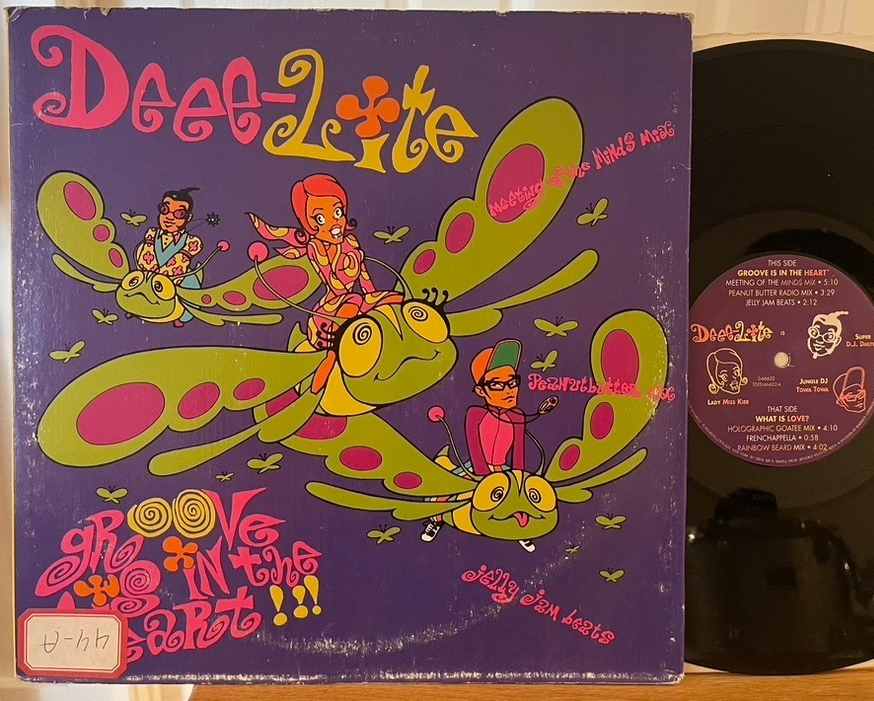 Deee-Lite
Meeting of the Minds Mix
Peanutbutter Mix
jelly jam beats
grOOve
is iN the
heaRt !!!
44-A
THIS SIDE
GROOVE IS IN THE HEART
MEETING OF THE MINDS MIX • 5:10
PEANUT BUTTER RADIO MIX • 3:29
JELLY JAM BEATS • 2:12
Deee-Lite
SUPER
D.J. DMITRY
0-66622
LADY MISS KIER
JUNGLE DJ
TOWA TOWA
THAT SIDE
WHAT IS LOVE?
HOLOGRAPHIC GOATEE MIX • 4:10
FRENCHAPPELLA • 0:58
RAINBOW BEARD MIX • 4:02